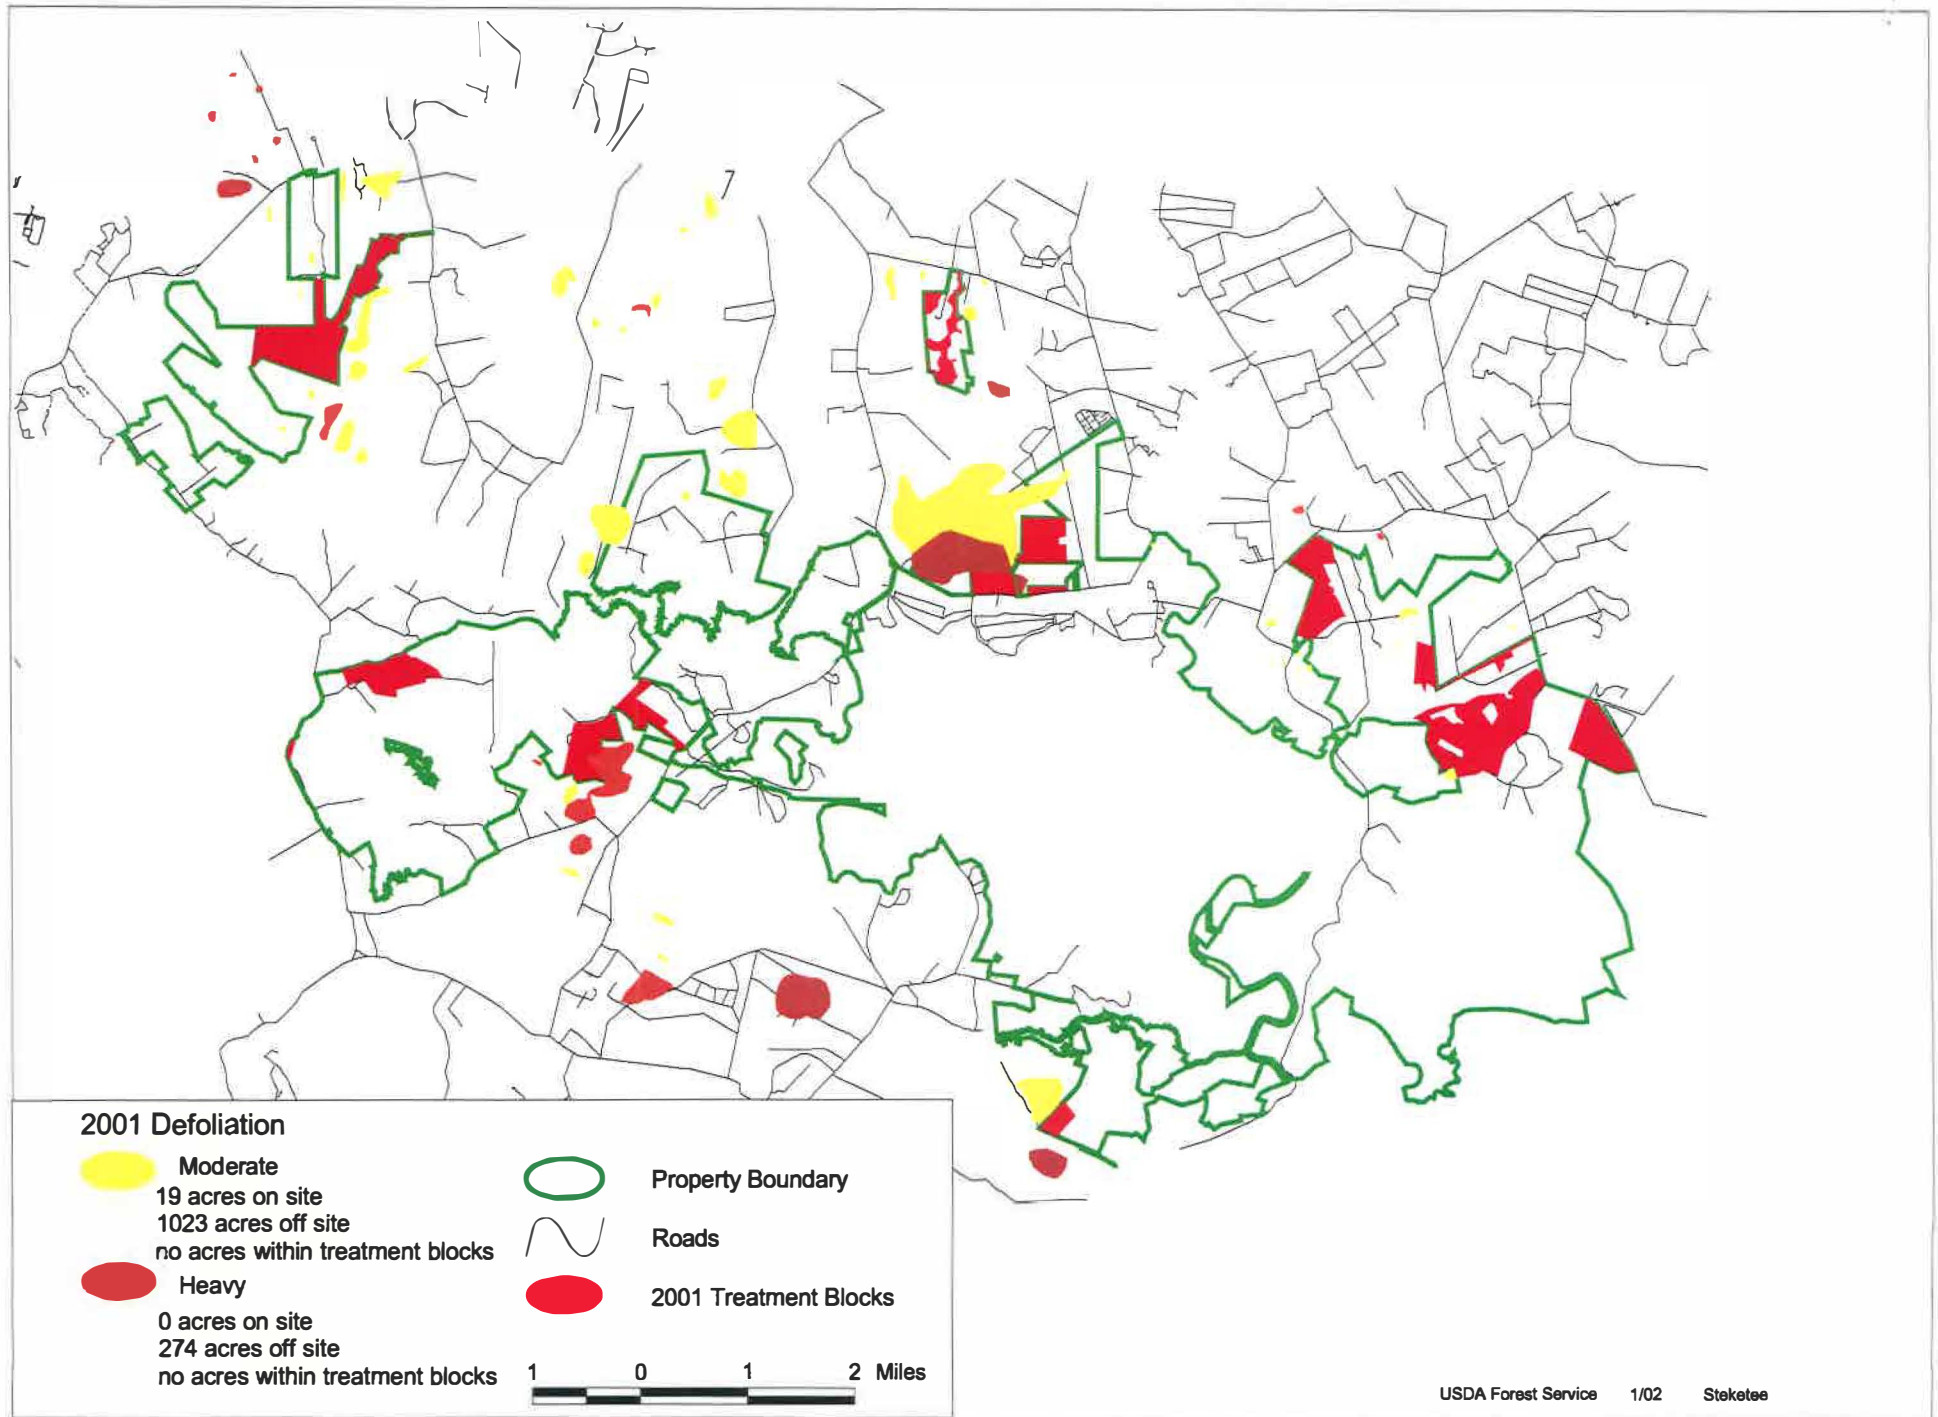 7
2001 Defoliation
Moderate
19 acres on site
1023 acres off site
no acres within treatment blocks
Heavy
0 acres on site
274 acres off site
no acres within treatment blocks
Property Boundary
Roads
2001 Treatment Blocks
1 0 1 2 Miles
USDA Forest Service 1/02 Steketee